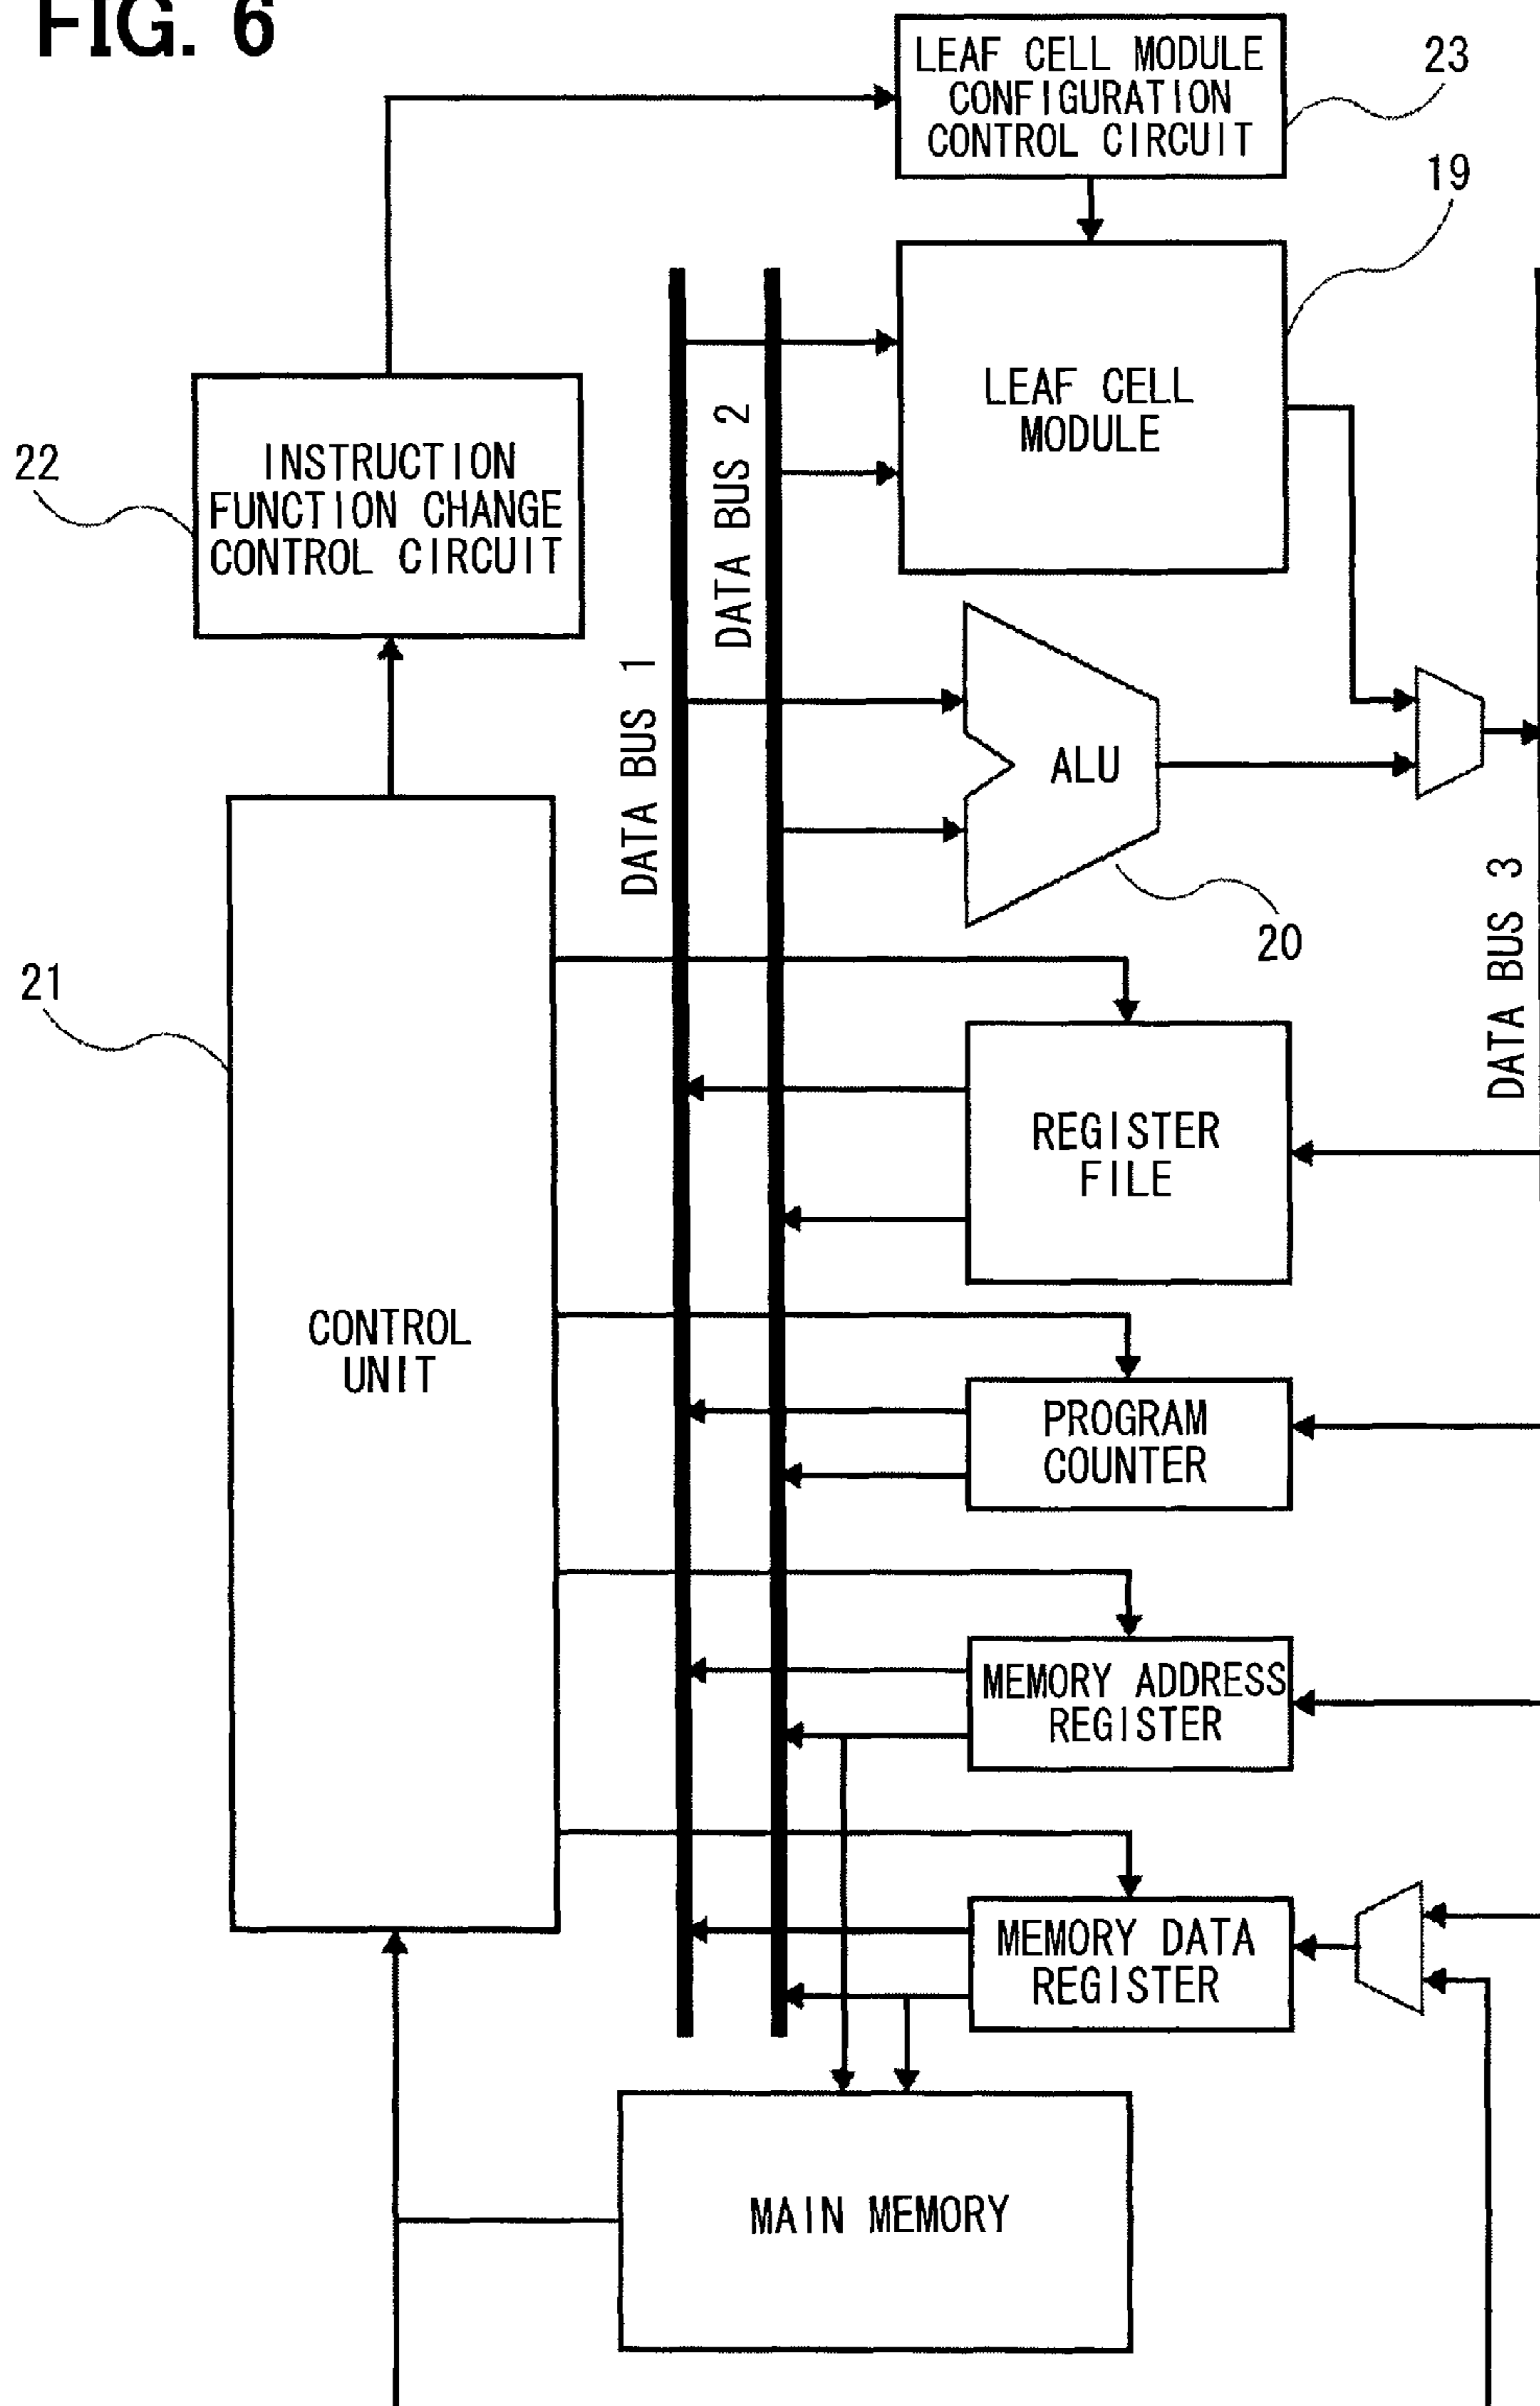 FIG. 6
LEAF CELL MODULE
CONFIGURATION
CONTROL CIRCUIT
23
19
LEAF CELL
MODULE
22
INSTRUCTION
FUNCTION CHANGE
CONTROL CIRCUIT
DATA BUS 2
DATA BUS 1
ALU
20
DATA BUS 3
21
REGISTER
FILE
CONTROL
UNIT
PROGRAM
COUNTER
MEMORY ADDRESS
REGISTER
MEMORY DATA
REGISTER
MAIN MEMORY